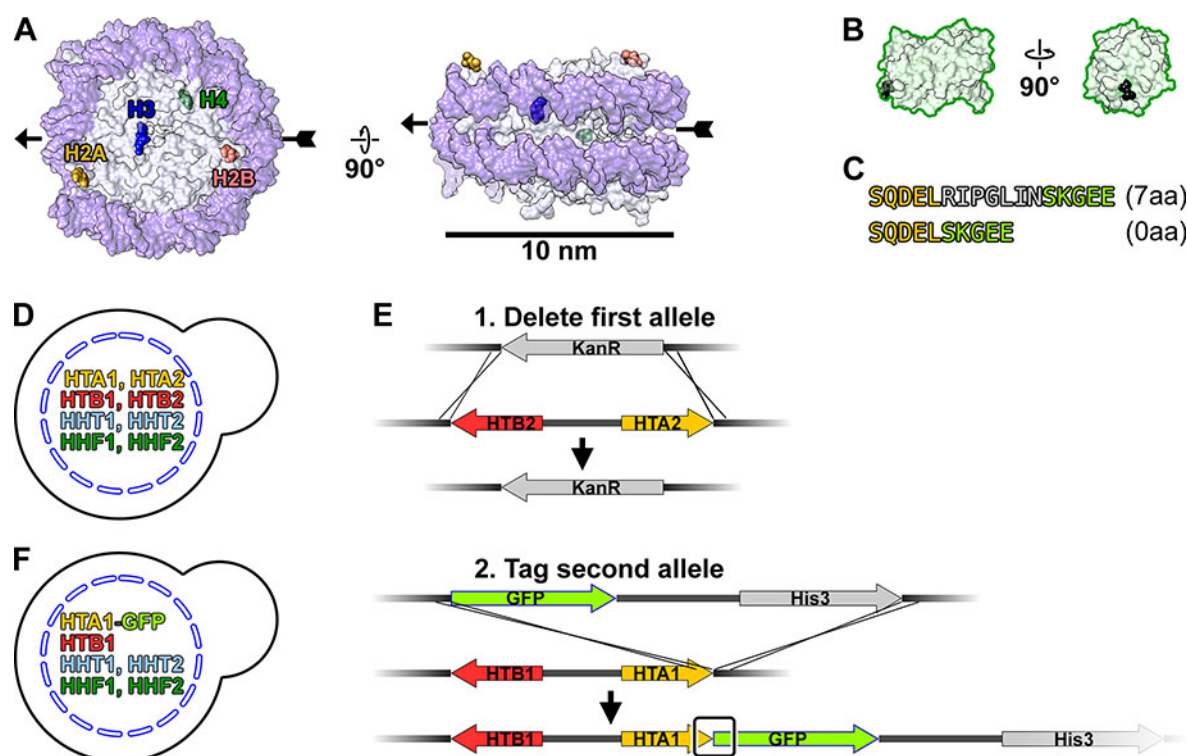 A
H3
H4
H2A
H2B
90°
10 nm
B
90°
C
SQDELRIPGLINSKGEE (7aa)
SQDELSKGEE (0aa)
D
HTA1, HTA2
HTB1, HTB2
HHT1, HHT2
HHF1, HHF2
E
1. Delete first allele
KanR
HTB2 HTA2
KanR
F
HTA1-GFP
HTB1
HHT1, HHT2
HHF1, HHF2
2. Tag second allele
GFP His3
HTB1 HTA1
HTB1 HTA1 GFP His3